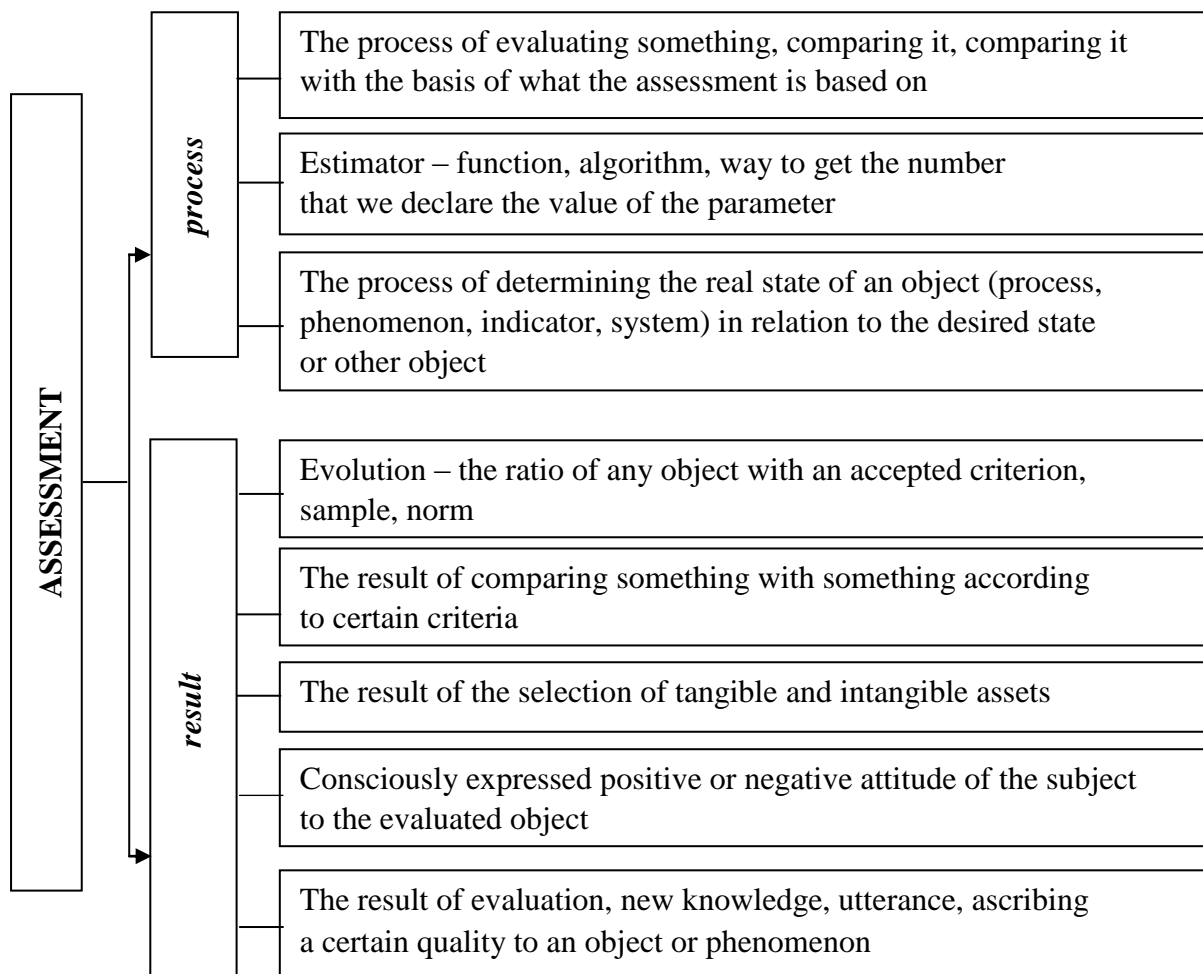 ASSESSMENT
process
The process of evaluating something, comparing it, comparing it
with the basis of what the assessment is based on
Estimator – function, algorithm, way to get the number
that we declare the value of the parameter
The process of determining the real state of an object (process,
phenomenon, indicator, system) in relation to the desired state
or other object
result
Evolution – the ratio of any object with an accepted criterion,
sample, norm
The result of comparing something with something according
to certain criteria
The result of the selection of tangible and intangible assets
Consciously expressed positive or negative attitude of the subject
to the evaluated object
The result of evaluation, new knowledge, utterance, ascribing
a certain quality to an object or phenomenon